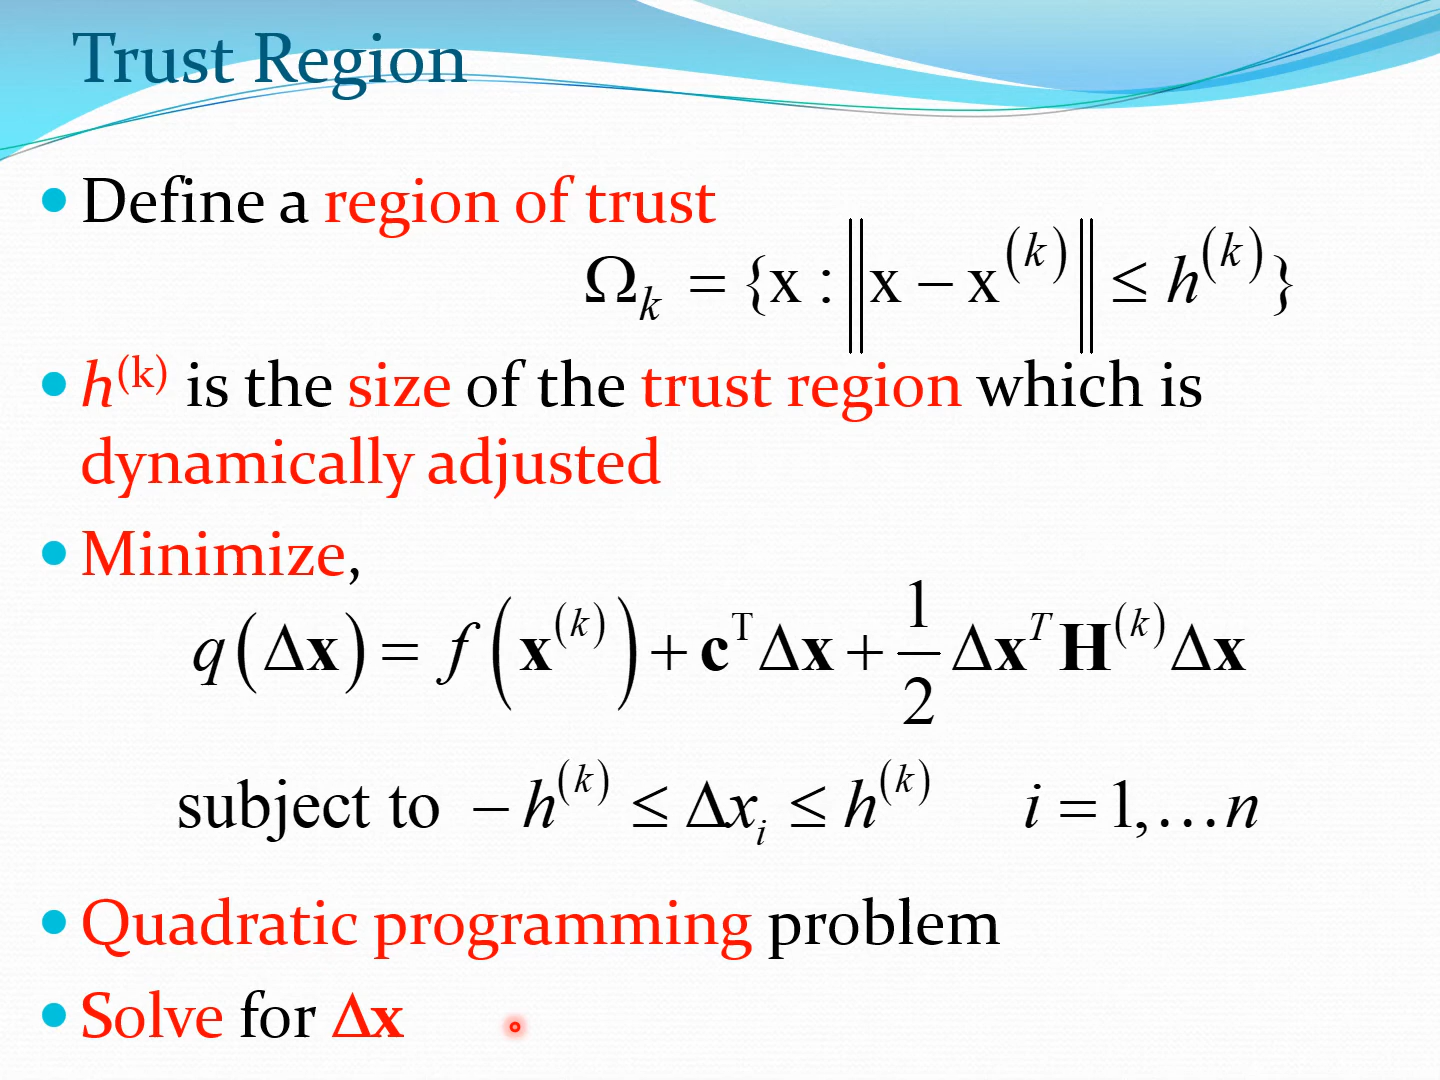 Trust Region
• Define a region of trust
Ω_k = {x : ‖x − x^(k)‖ ≤ h^(k)}
• h^(k) is the size of the trust region which is
dynamically adjusted
• Minimize,
q(Δx) = f(x^(k)) + c^T Δx + 1/2 Δx^T H^(k) Δx
subject to −h^(k) ≤ Δx_i ≤ h^(k) i = 1,…n
• Quadratic programming problem
• Solve for Δx